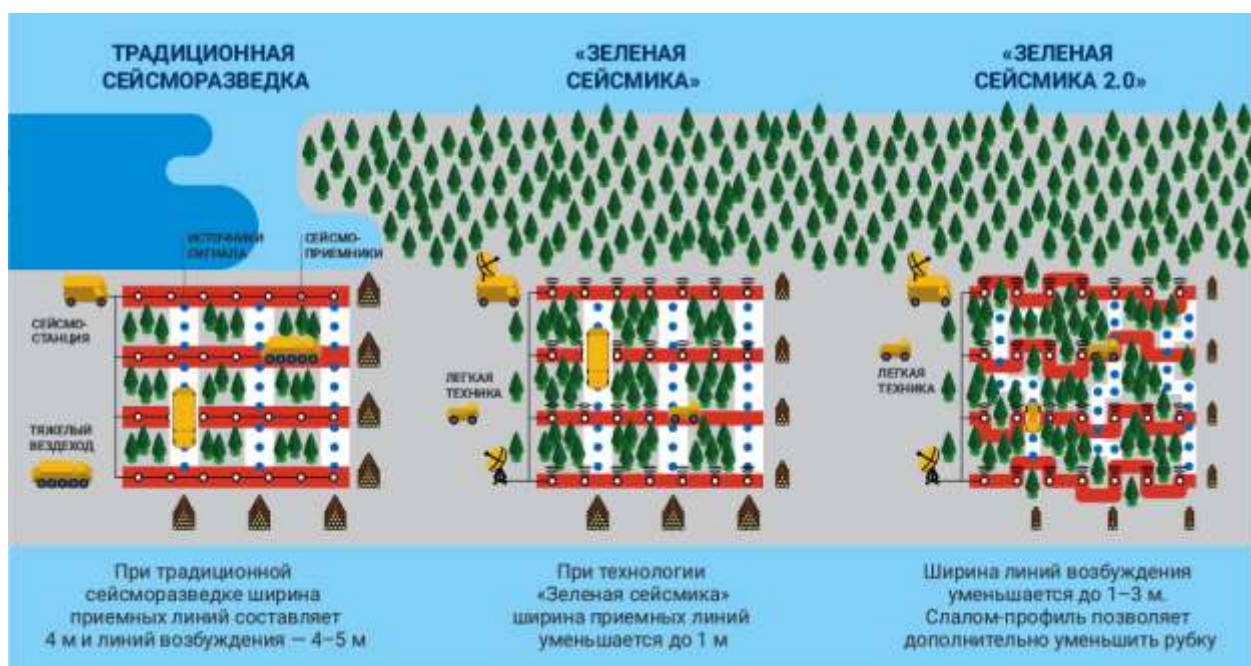 ТРАДИЦИОННАЯ
СЕЙСМОРАЗВЕДКА
«ЗЕЛЕНАЯ
СЕЙСМИКА»
«ЗЕЛЕНАЯ
СЕЙСМИКА 2.0»
ИСТОЧНИКИ
СИГНАЛА
СЕЙСМО-
ПРИЕМНИКИ
СЕЙСМО-
СТАНЦИЯ
ТЯЖЕЛЫЙ
ВЕЗДЕХОД
ЛЕГКАЯ
ТЕХНИКА
ЛЕГКАЯ
ТЕХНИКА
При традиционной
сейсморазведке ширина
приемных линий составляет
4 м и линий возбуждения — 4–5 м
При технологии
«Зеленая сейсмика»
ширина приемных линий
уменьшается до 1 м
Ширина линий возбуждения
уменьшается до 1–3 м.
Слалом-профиль позволяет
дополнительно уменьшить рубку